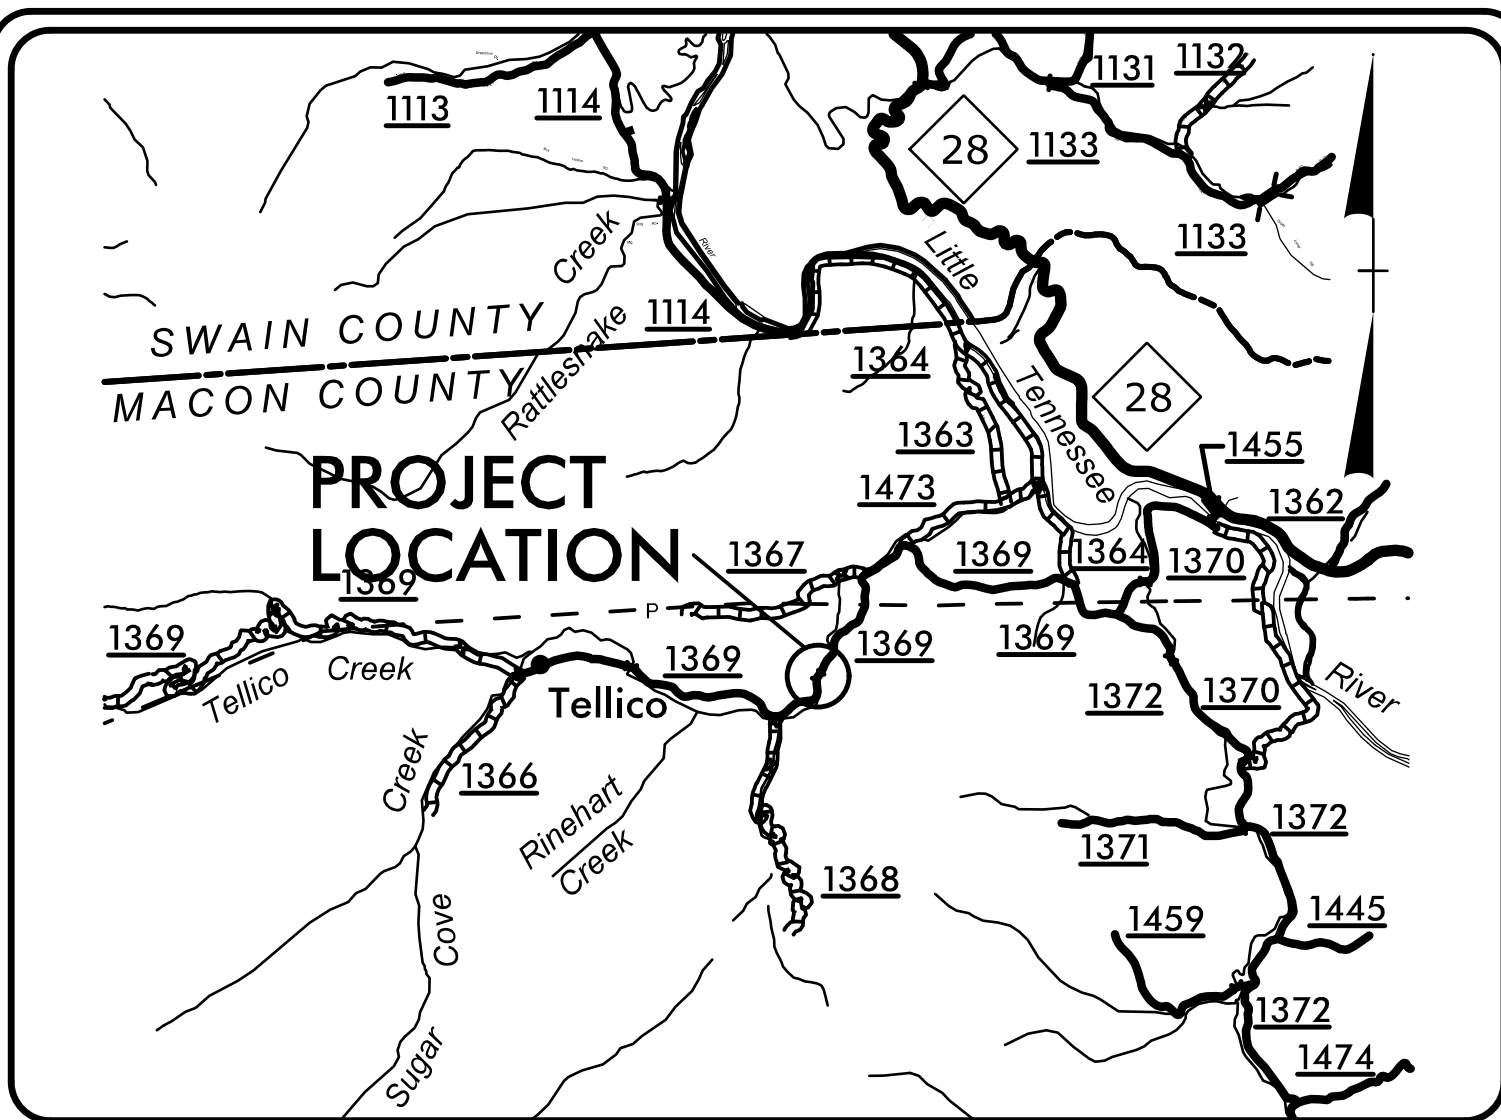 1131
1132
1113
1114
28
1133
1133
Creek
River
Little
1114
SWAIN COUNTY
Rattlesnake
1364
MACON COUNTY
Tennessee
28
1363
1455
PROJECT
LOCATION
1473
1362
1367
1369
1364
1370
1369
P
1369
1369
1369
1369
Creek
Tellico
Tellico
1372
1370
River
Creek
1366
Rinehart
Creek
1372
1371
1368
Cove
1459
1445
1372
Sugar
1474